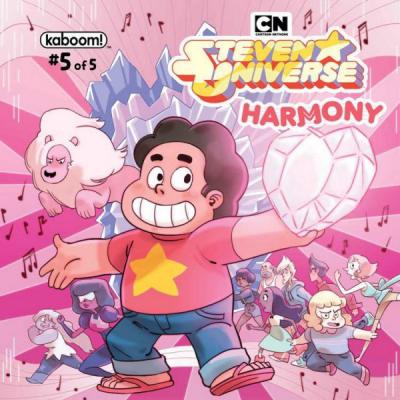 kaboom!
#5 of 5
CN
CARTOON NETWORK
STEVEN
UNIVERSE
HARMONY